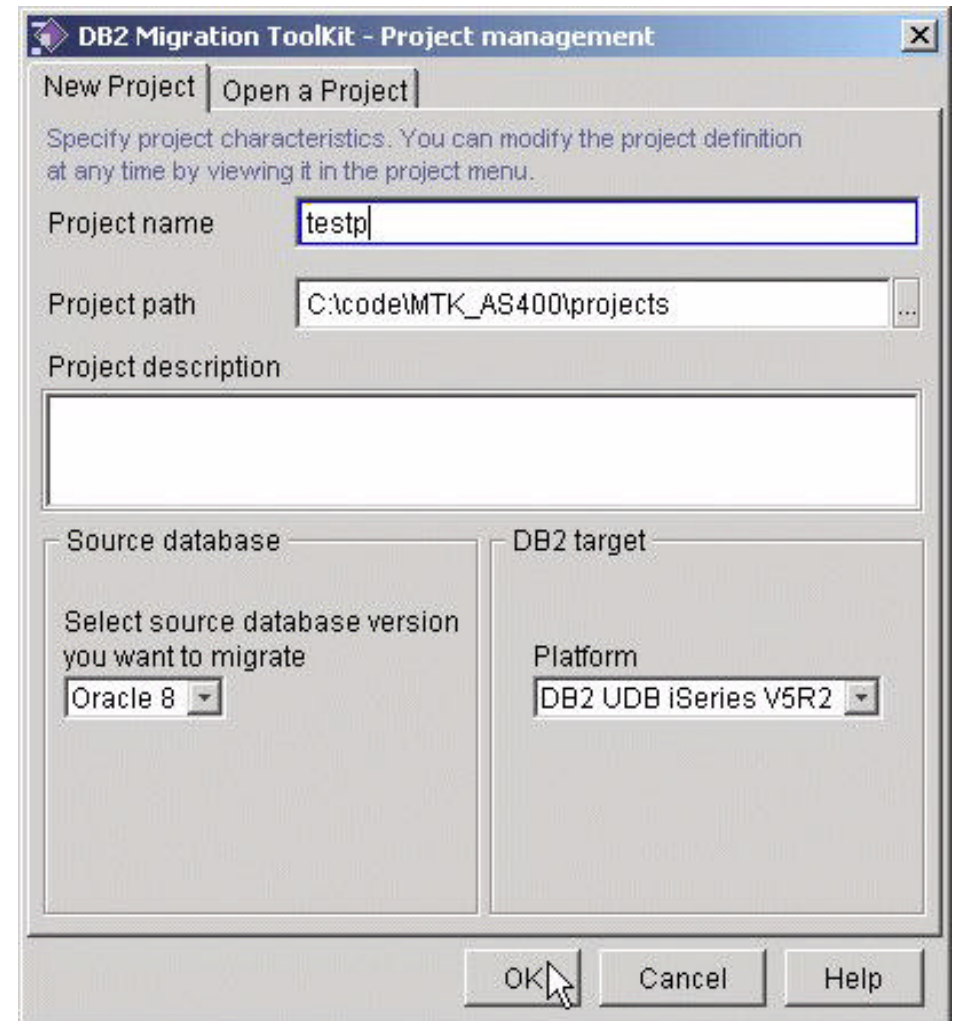 DB2 Migration ToolKit - Project management
New Project
Open a Project
Specify project characteristics. You can modify the project definition
at any time by viewing it in the project menu.
Project name
testp
Project path
C:\code\MTK_AS400\projects
...
Project description
Source database
DB2 target
Select source database version
you want to migrate
Platform
Oracle 8
DB2 UDB iSeries V5R2
OK
Cancel
Help